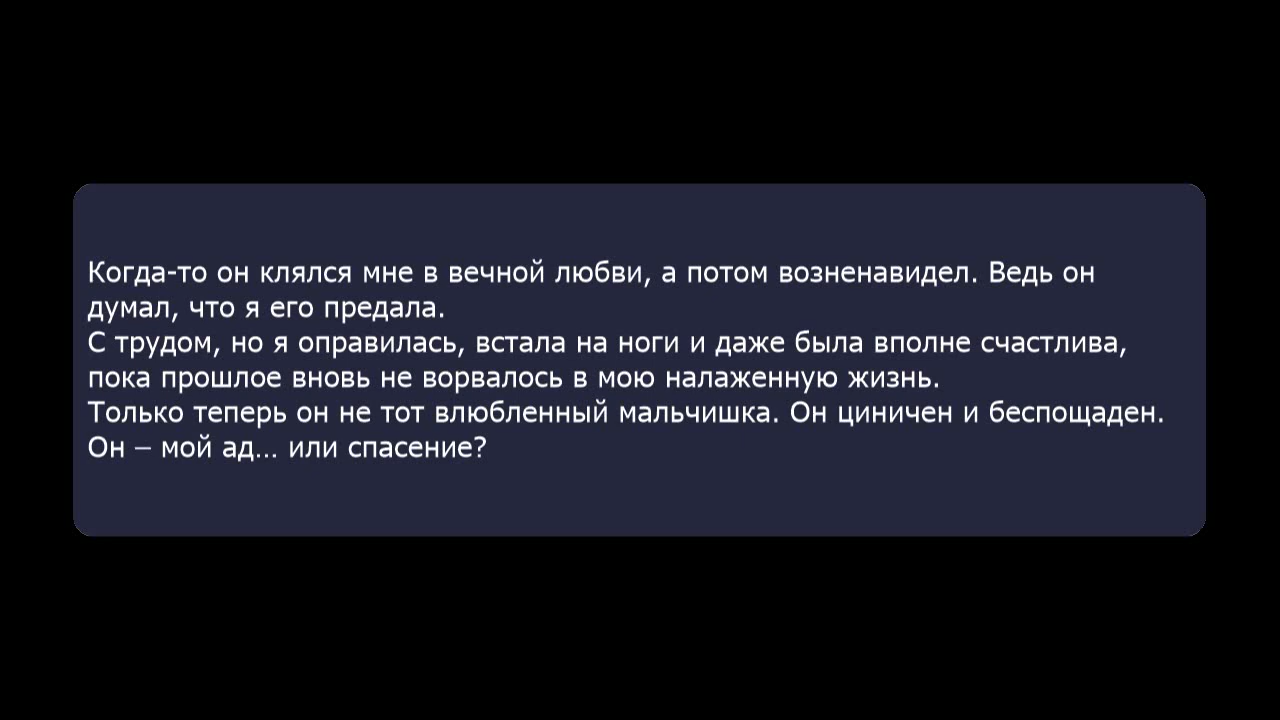 Когда-то он клялся мне в вечной любви, а потом возненавидел. Ведь он
думал, что я его предала.
С трудом, но я оправилась, встала на ноги и даже была вполне счастлива,
пока прошлое вновь не ворвалось в мою налаженную жизнь.
Только теперь он не тот влюбленный мальчишка. Он циничен и беспощаден.
Он – мой ад... или спасение?